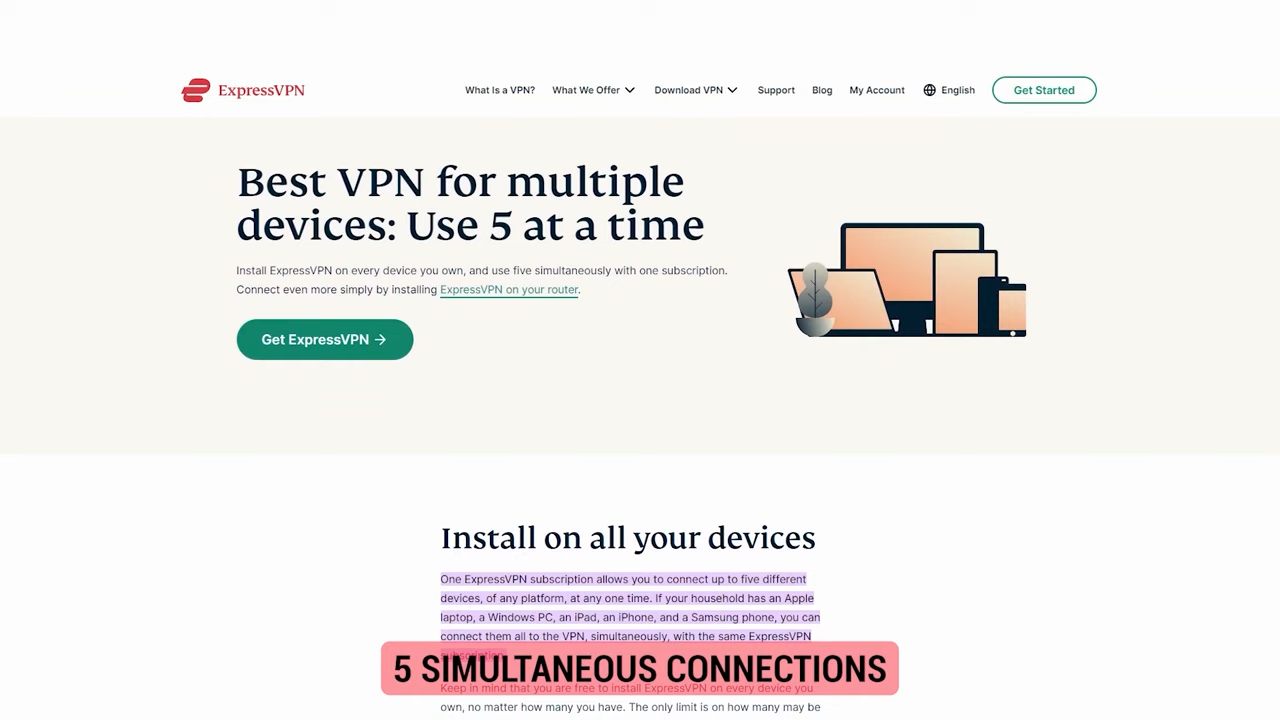 ExpressVPN
What Is a VPN?
What We Offer
Download VPN
Support
Blog
My Account
English
Get Started
Best VPN for multiple
devices: Use 5 at a time
Install ExpressVPN on every device you own, and use five simultaneously with one subscription.
Connect even more simply by installing ExpressVPN on your router.
Get ExpressVPN →
Install on all your devices
One ExpressVPN subscription allows you to connect up to five different
devices, of any platform, at any one time. If your household has an Apple
laptop, a Windows PC, an iPad, an iPhone, and a Samsung phone, you can
connect them all to the VPN, simultaneously, with the same ExpressVPN
subscription.
5 SIMULTANEOUS CONNECTIONS
Keep in mind that you are free to install ExpressVPN on every device you
own, no matter how many you have. The only limit is on how many may be